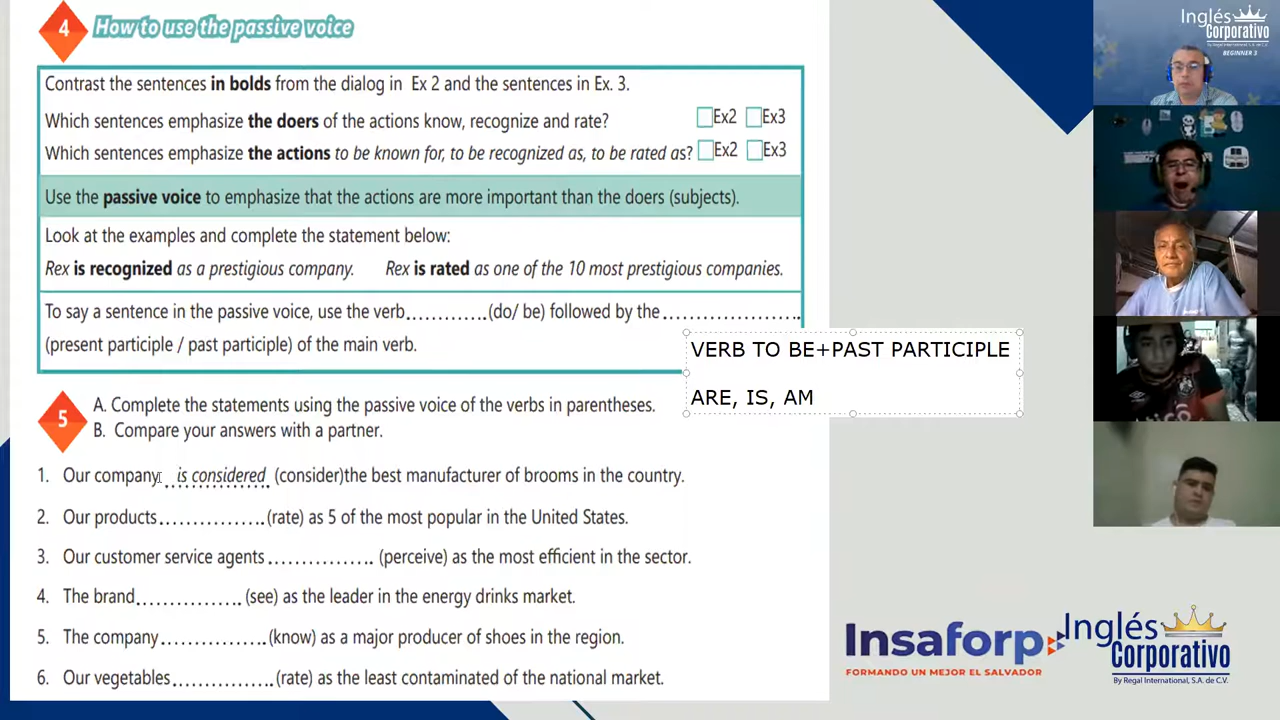 4 How to use the passive voice
Contrast the sentences in bolds from the dialog in Ex 2 and the sentences in Ex. 3.
Which sentences emphasize the doers of the actions know, recognize and rate? Ex2 Ex3
Which sentences emphasize the actions to be known for, to be recognized as, to be rated as? Ex2 Ex3
Use the passive voice to emphasize that the actions are more important than the doers (subjects).
Look at the examples and complete the statement below:
Rex is recognized as a prestigious company. Rex is rated as one of the 10 most prestigious companies.
To say a sentence in the passive voice, use the verb.............(do/ be) followed by the .....................
(present participle / past participle) of the main verb.
VERB TO BE+PAST PARTICIPLE
ARE, IS, AM
5 A. Complete the statements using the passive voice of the verbs in parentheses.
B. Compare your answers with a partner.
1. Our company is considered (consider)the best manufacturer of brooms in the country.
2. Our products................(rate) as 5 of the most popular in the United States.
3. Our customer service agents ................ (perceive) as the most efficient in the sector.
4. The brand................ (see) as the leader in the energy drinks market.
5. The company................(know) as a major producer of shoes in the region.
6. Our vegetables...............(rate) as the least contaminated of the national market.
Inglés
Corporativo
By Regal International, S.A. de C.V.
BEGINNER 3
Insaforp
FORMANDO UN MEJOR EL SALVADOR
Inglés
Corporativo
By Regal International, S.A. de C.V.